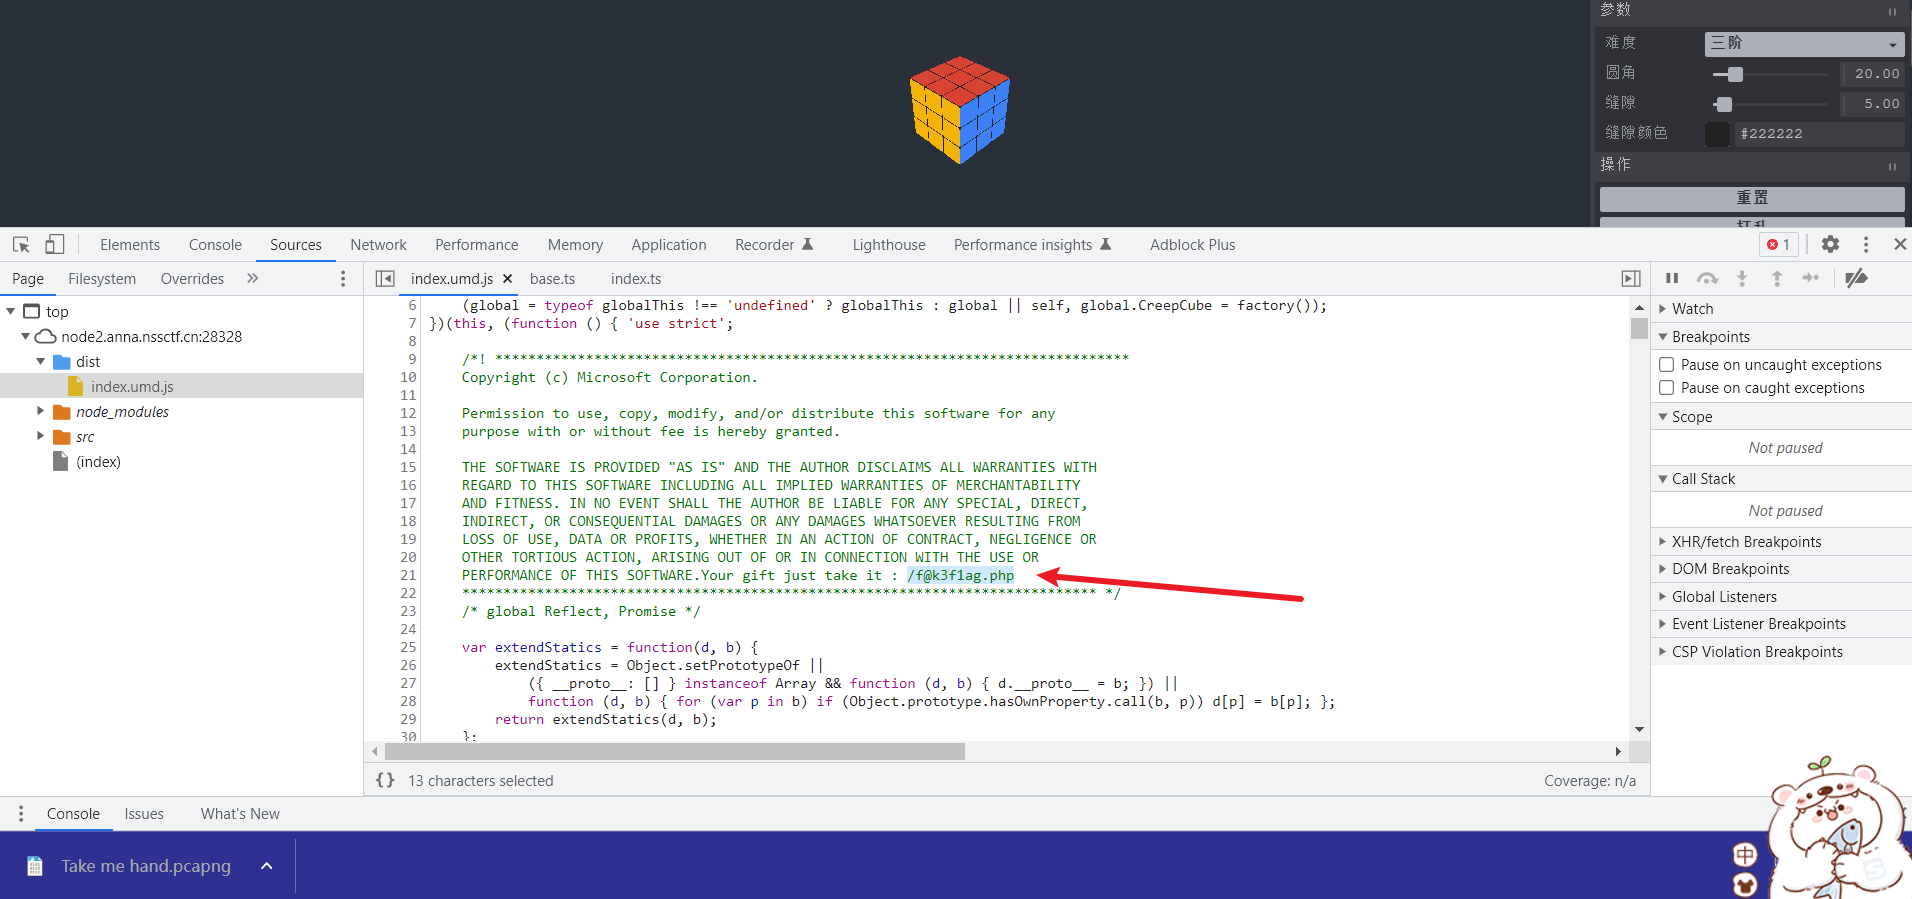 参数
难度
三阶
圆角
20.00
缝隙
5.00
缝隙颜色
#222222
操作
重置
Elements Console Sources Network Performance Memory Application Recorder Lighthouse Performance insights Adblock Plus
1
Page Filesystem Overrides »
index.umd.js × base.ts index.ts
top
node2.anna.nssctf.cn:28328
dist
index.umd.js
node_modules
src
(index)
6 (global = typeof globalThis !== 'undefined' ? globalThis : global || self, global.CreepCube = factory());
7 })(this, (function () { 'use strict';
8
9 /*! *****************************************************************************
10 Copyright (c) Microsoft Corporation.
11
12 Permission to use, copy, modify, and/or distribute this software for any
13 purpose with or without fee is hereby granted.
14
15 THE SOFTWARE IS PROVIDED "AS IS" AND THE AUTHOR DISCLAIMS ALL WARRANTIES WITH
16 REGARD TO THIS SOFTWARE INCLUDING ALL IMPLIED WARRANTIES OF MERCHANTABILITY
17 AND FITNESS. IN NO EVENT SHALL THE AUTHOR BE LIABLE FOR ANY SPECIAL, DIRECT,
18 INDIRECT, OR CONSEQUENTIAL DAMAGES OR ANY DAMAGES WHATSOEVER RESULTING FROM
19 LOSS OF USE, DATA OR PROFITS, WHETHER IN AN ACTION OF CONTRACT, NEGLIGENCE OR
20 OTHER TORTIOUS ACTION, ARISING OUT OF OR IN CONNECTION WITH THE USE OR
21 PERFORMANCE OF THIS SOFTWARE.Your gift just take it : /f@k3f1ag.php
22 ***************************************************************************** */
23 /* global Reflect, Promise */
24
25 var extendStatics = function(d, b) {
26 extendStatics = Object.setPrototypeOf ||
27 ({ __proto__: [] } instanceof Array && function (d, b) { d.__proto__ = b; }) ||
28 function (d, b) { for (var p in b) if (Object.prototype.hasOwnProperty.call(b, p)) d[p] = b[p]; };
29 return extendStatics(d, b);
30 };
{} 13 characters selected
Coverage: n/a
Watch
Breakpoints
Pause on uncaught exceptions
Pause on caught exceptions
Scope
Not paused
Call Stack
Not paused
XHR/fetch Breakpoints
DOM Breakpoints
Global Listeners
Event Listener Breakpoints
CSP Violation Breakpoints
Console Issues What's New
Take me hand.pcapng
中